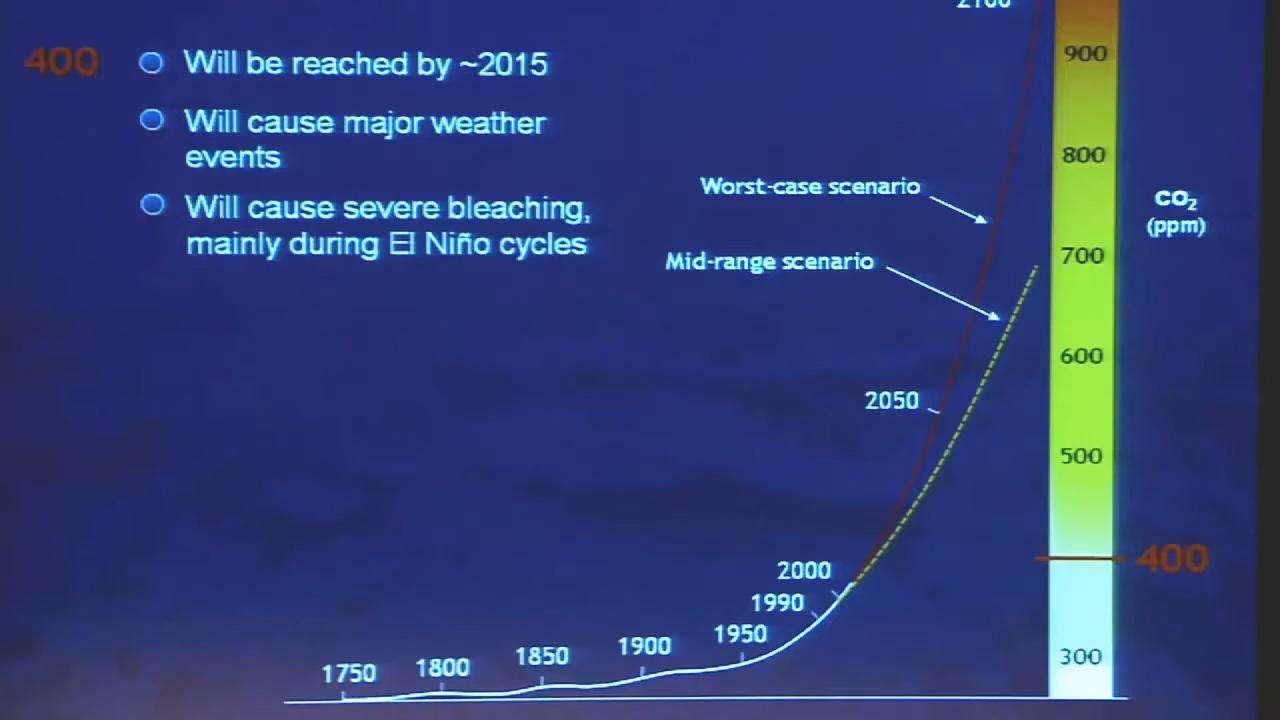 2100
400
Will be reached by ~2015
Will cause major weather
events
Will cause severe bleaching,
mainly during El Niño cycles
Worst-case scenario
Mid-range scenario
2050
2000
1990
1950
1900
1850
1800
1750
900
800
700
600
500
300
CO₂
(ppm)
400